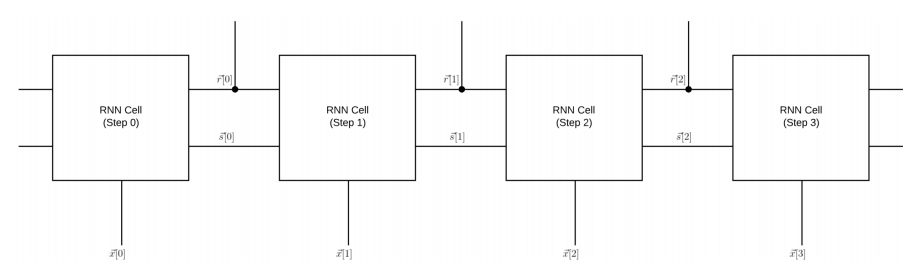 r⃗[0]
r⃗[1]
r⃗[2]
RNN Cell
(Step 0)
RNN Cell
(Step 1)
RNN Cell
(Step 2)
RNN Cell
(Step 3)
s⃗[0]
s⃗[1]
s⃗[2]
x⃗[0]
x⃗[1]
x⃗[2]
x⃗[3]